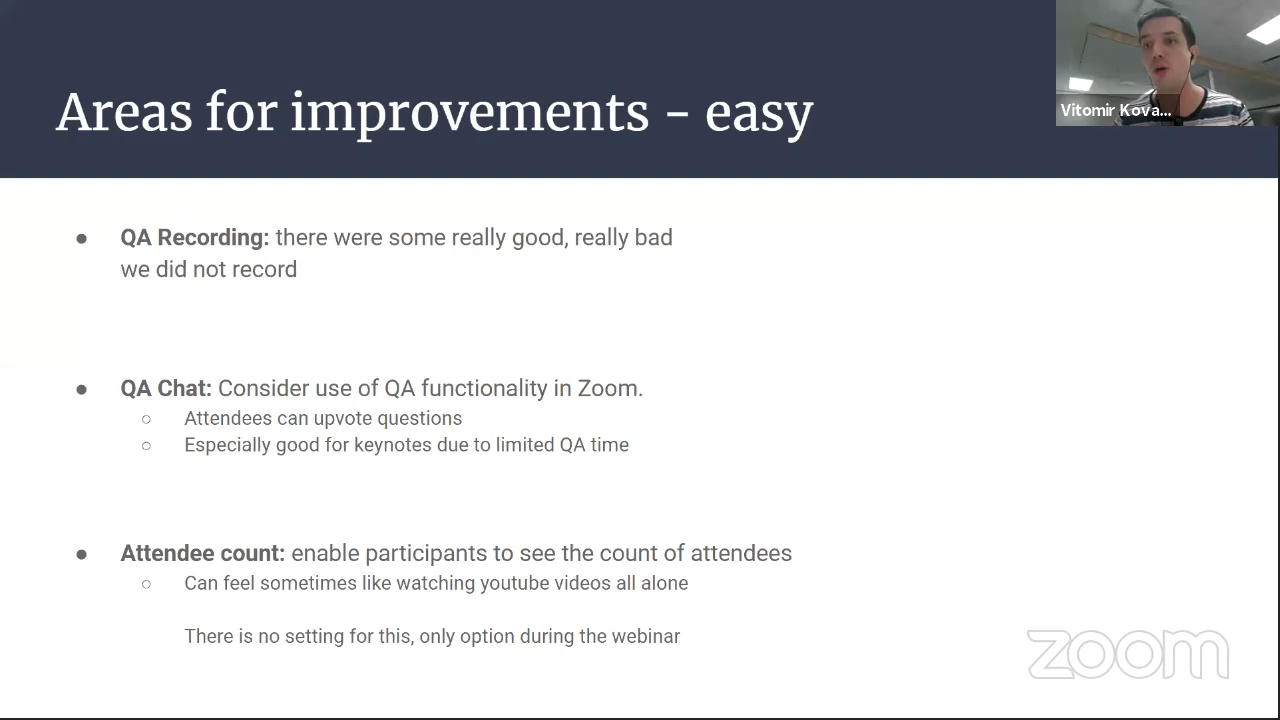 Areas for improvements - easy
Vitomir Kova...
● QA Recording: there were some really good, really bad
we did not record
● QA Chat: Consider use of QA functionality in Zoom.
○ Attendees can upvote questions
○ Especially good for keynotes due to limited QA time
● Attendee count: enable participants to see the count of attendees
○ Can feel sometimes like watching youtube videos all alone
There is no setting for this, only option during the webinar
zoom